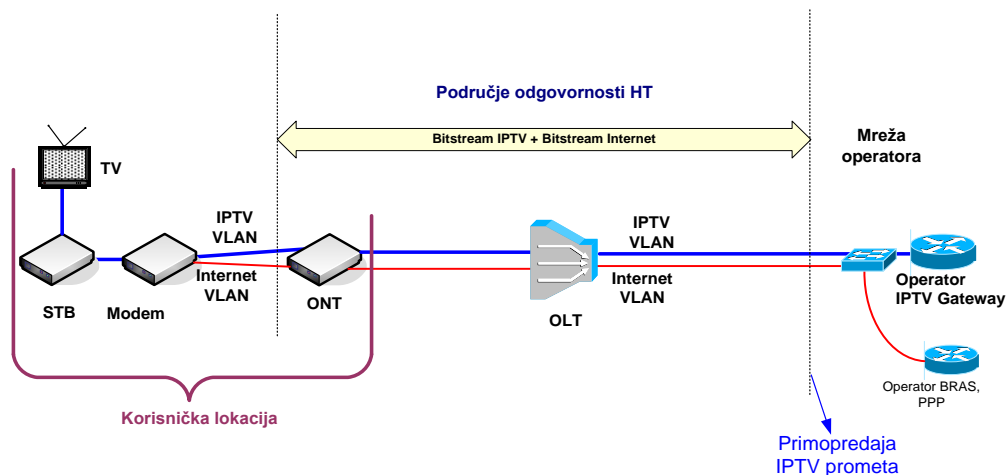 Područje odgovornosti HT
Bitstream IPTV + Bitstream Internet
Mreža
operatora
TV
IPTV
VLAN
Internet
VLAN
STB
Modem
ONT
OLT
IPTV
VLAN
Internet
VLAN
Operator
IPTV Gateway
Operator BRAS,
PPP
Korisnička lokacija
Primopredaja
IPTV prometa